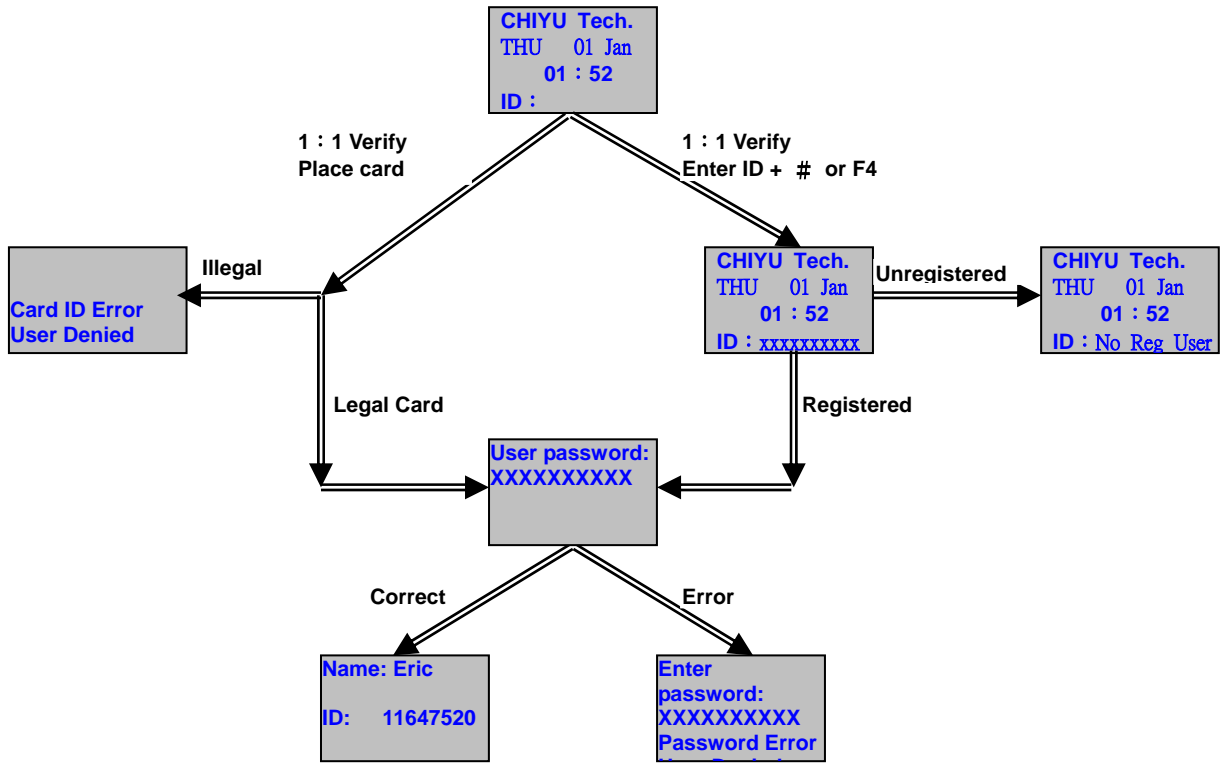 CHIYU Tech.
THU 01 Jan
01：52
ID：
1：1 Verify
Place card
1：1 Verify
Enter ID + # or F4
Illegal
Card ID Error
User Denied
CHIYU Tech.
THU 01 Jan
01：52
ID：xxxxxxxxxx
Unregistered
CHIYU Tech.
THU 01 Jan
01：52
ID：No Reg User
Legal Card
Registered
User password:
XXXXXXXXXX
Correct
Error
Name: Eric
ID: 11647520
Enter
password:
XXXXXXXXXX
Password Error